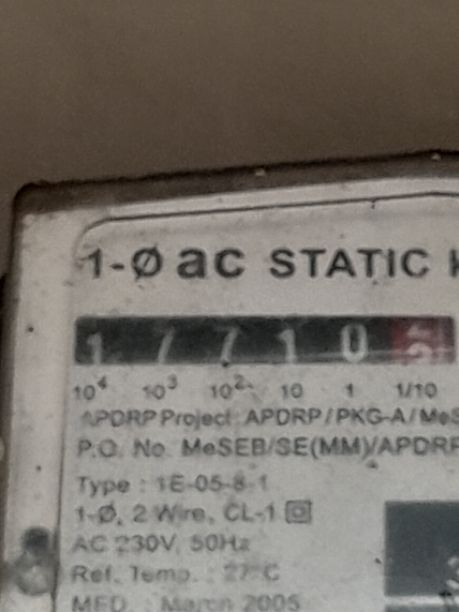 1-Ø ac STATIC
1 7 7 1 0
10⁴ 10³ 10² 10 1 1/10
APDRP Project APDRP/PKG-A/MeS
P.O. No. MeSEB/SE(MM)/APDRP
Type : 1E-05-8-1
1-Ø, 2 Wire, CL-1
AC 230V, 50Hz
Ref. Temp. : 27°C
MFD. : March 2005